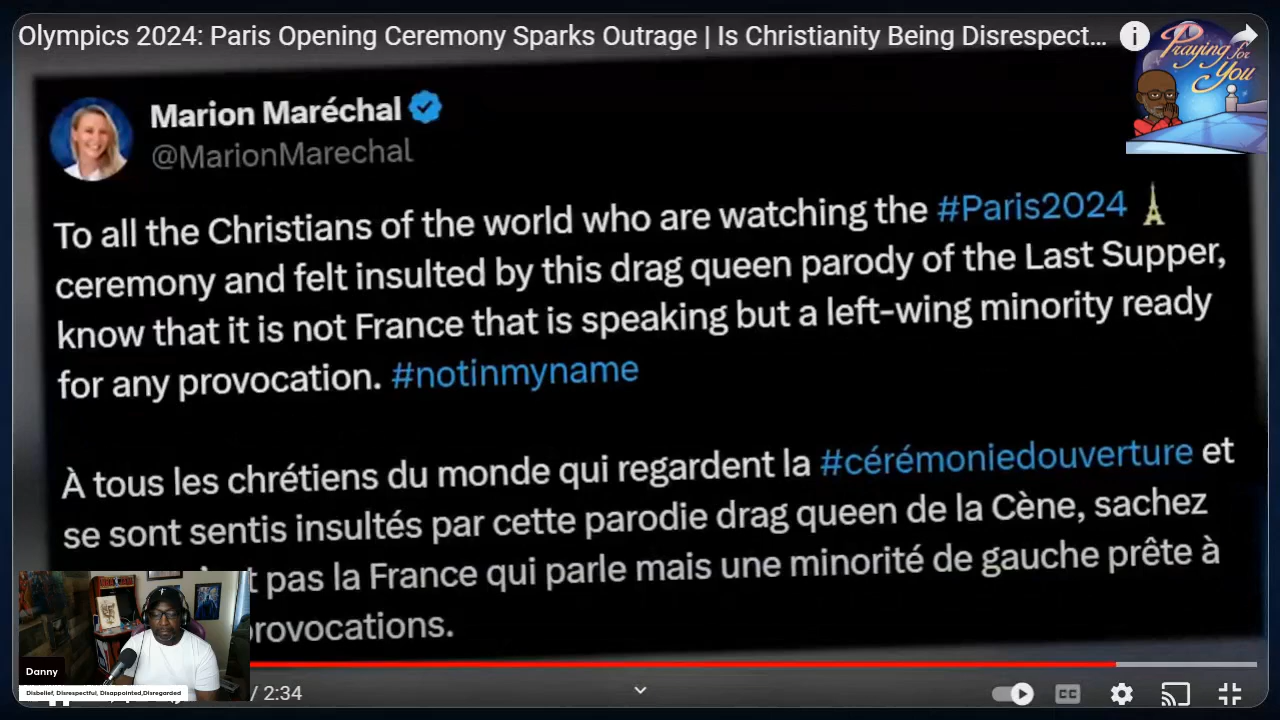 Olympics 2024: Paris Opening Ceremony Sparks Outrage | Is Christianity Being Disrespect...
Praying for
You
Marion Maréchal
@MarionMarechal
To all the Christians of the world who are watching the #Paris2024
ceremony and felt insulted by this drag queen parody of the Last Supper,
know that it is not France that is speaking but a left-wing minority ready
for any provocation. #notinmyname
À tous les chrétiens du monde qui regardent la #cérémoniedouverture et
se sont sentis insultés par cette parodie drag queen de la Cène, sachez
pas la France qui parle mais une minorité de gauche prête à
provocations.
Danny
Disbelief, Disrespectful, Disappointed,Disregarded
/ 2:34
CC